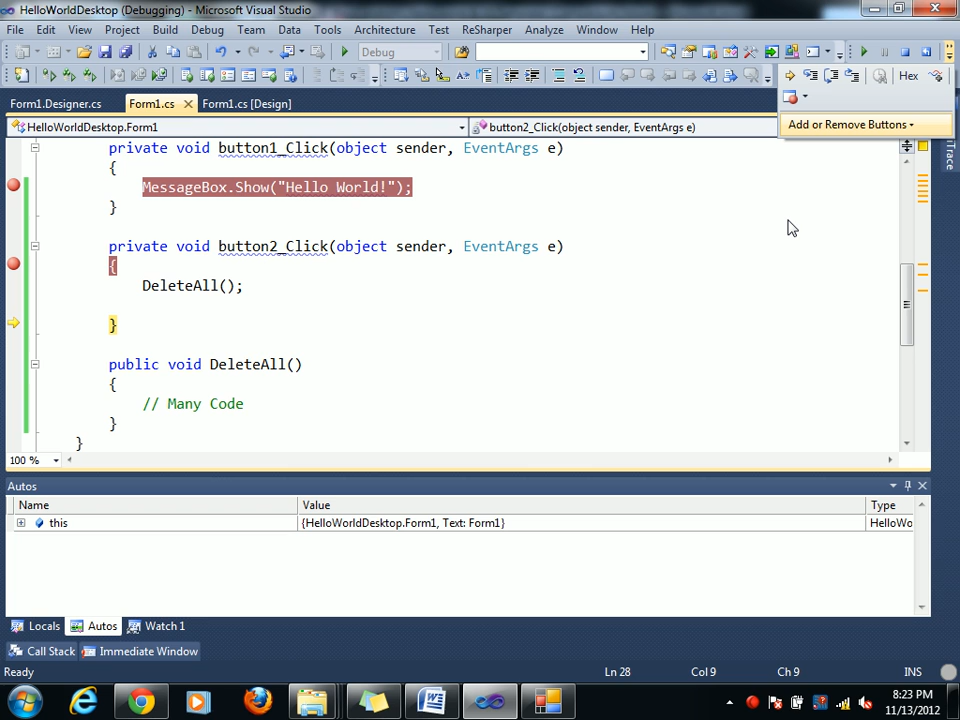 HelloWorldDesktop (Debugging) - Microsoft Visual Studio
File Edit View Project Build Debug Team Data Tools Architecture Test ReSharper Analyze Window Help
Debug
Hex
Form1.Designer.cs Form1.cs Form1.cs [Design]
Add or Remove Buttons
HelloWorldDesktop.Form1 button2_Click(object sender, EventArgs e)
iTrace
private void button1_Click(object sender, EventArgs e)
{
MessageBox.Show("Hello World!");
}
private void button2_Click(object sender, EventArgs e)
{
DeleteAll();
}
public void DeleteAll()
{
// Many Code
}
}
100 %
Autos
Name Value Type
this {HelloWorldDesktop.Form1, Text: Form1} HelloWo
Locals Autos Watch 1
Call Stack Immediate Window
Ready Ln 28 Col 9 Ch 9 INS
8:23 PM
11/13/2012